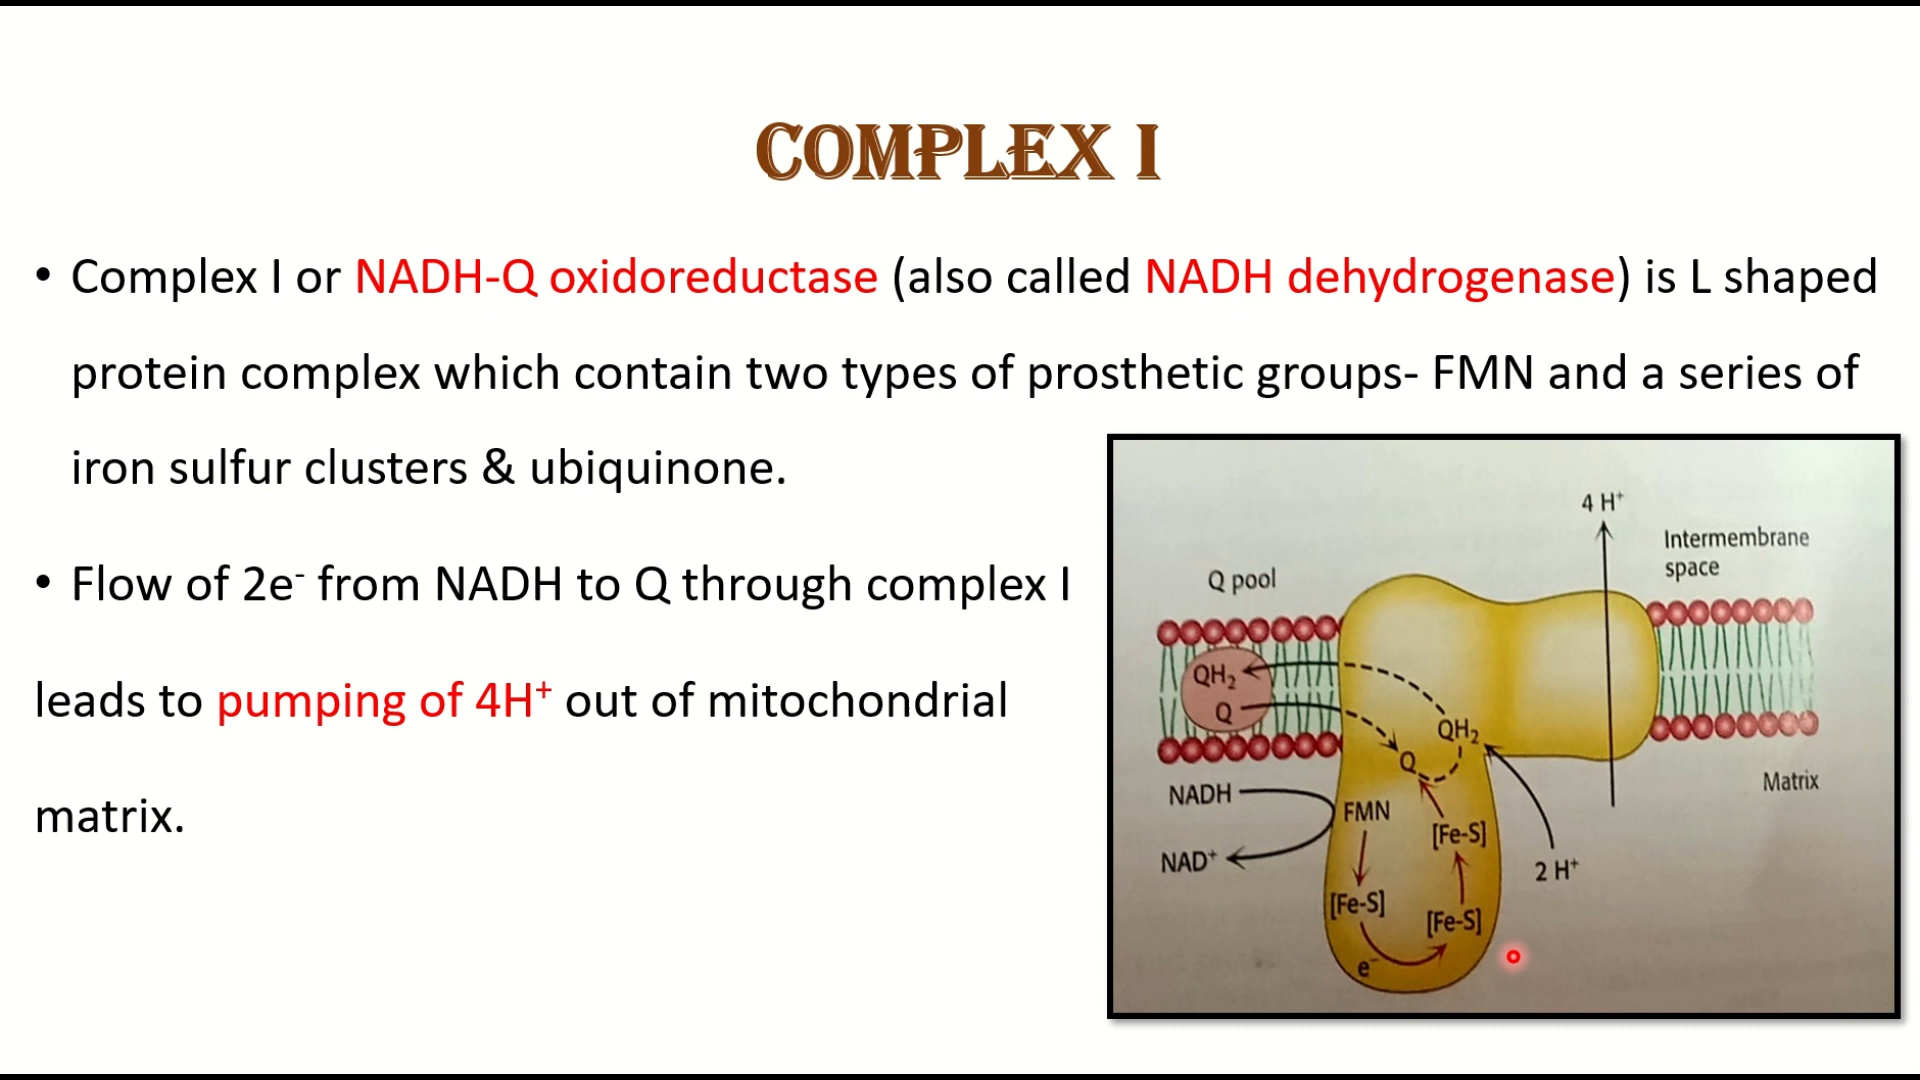 COMPLEX I
• Complex I or NADH-Q oxidoreductase (also called NADH dehydrogenase) is L shaped
protein complex which contain two types of prosthetic groups- FMN and a series of
iron sulfur clusters & ubiquinone.
• Flow of 2e⁻ from NADH to Q through complex I
leads to pumping of 4H⁺ out of mitochondrial
matrix.
4 H⁺
Intermembrane
space
Q pool
QH₂
Q
QH₂
Q
Matrix
NADH
FMN
[Fe-S]
NAD⁺
2 H⁺
[Fe-S]
[Fe-S]
e⁻